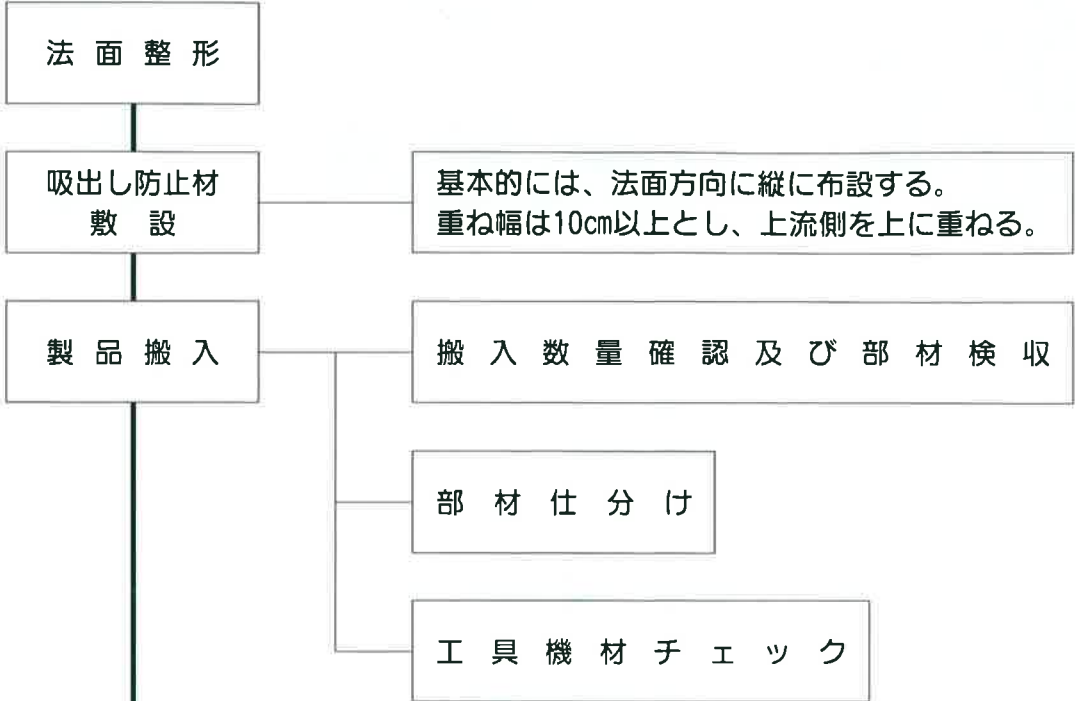 法面整形
吸出し防止材
敷設
基本的には、法面方向に縦に布設する。
重ね幅は10cm以上とし、上流側を上に重ねる。
製品搬入
搬入数量確認及び部材検収
部材仕分け
工具機材チェック